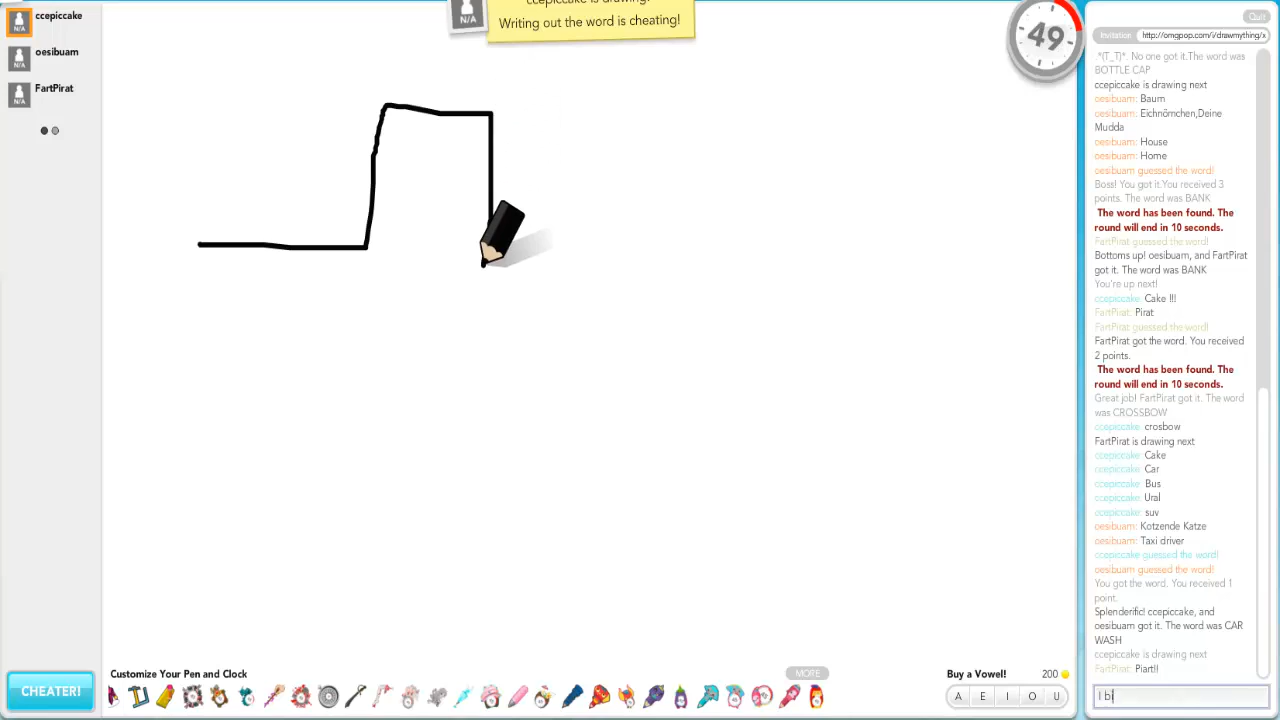 ccepiccake
N/A
oesibuam
N/A
FartPirat
N/A
CHEATER!
N/A
ccepiccake is drawing!
Writing out the word is cheating!
49
Customize Your Pen and Clock
MORE
Buy a Vowel!
200
A E I O U
Quit
Invitation http://omgpop.com/i/drawmything/x
.*(T_T)*. No one got it.The word was
BOTTLE CAP
ccepiccake is drawing next
oesibuam: Baum
oesibuam: Eichnömchen,Deine
Mudda
oesibuam: House
oesibuam: Home
oesibuam guessed the word!
Boss! You got it.You received 3
points. The word was BANK
The word has been found. The
round will end in 10 seconds.
FartPirat guessed the word!
Bottoms up! oesibuam, and FartPirat
got it. The word was BANK
You're up next!
ccepiccake: Cake !!!
FartPirat: Pirat
FartPirat guessed the word!
FartPirat got the word. You received
2 points.
The word has been found. The
round will end in 10 seconds.
Great job! FartPirat got it. The word
was CROSSBOW
ccepiccake: crosbow
FartPirat is drawing next
ccepiccake: Cake
ccepiccake: Car
ccepiccake: Bus
ccepiccake: Ural
ccepiccake: suv
oesibuam: Kotzende Katze
oesibuam: Taxi driver
ccepiccake guessed the word!
oesibuam guessed the word!
You got the word. You received 1
point.
Splenderific! ccepiccake, and
oesibuam got it. The word was CAR
WASH
ccepiccake is drawing next
FartPirat: Piart!!
I bj